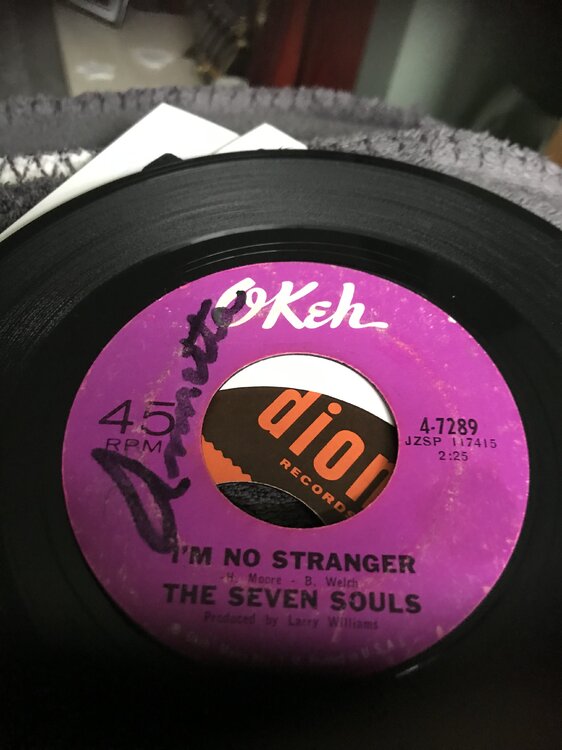 OKeh
Annetta
45
RPM
4-7289
JZSP 117415
2:25
dion
RECORDS
I'M NO STRANGER
-H. Moore - B. Welch
THE SEVEN SOULS
Produced by Larry Williams